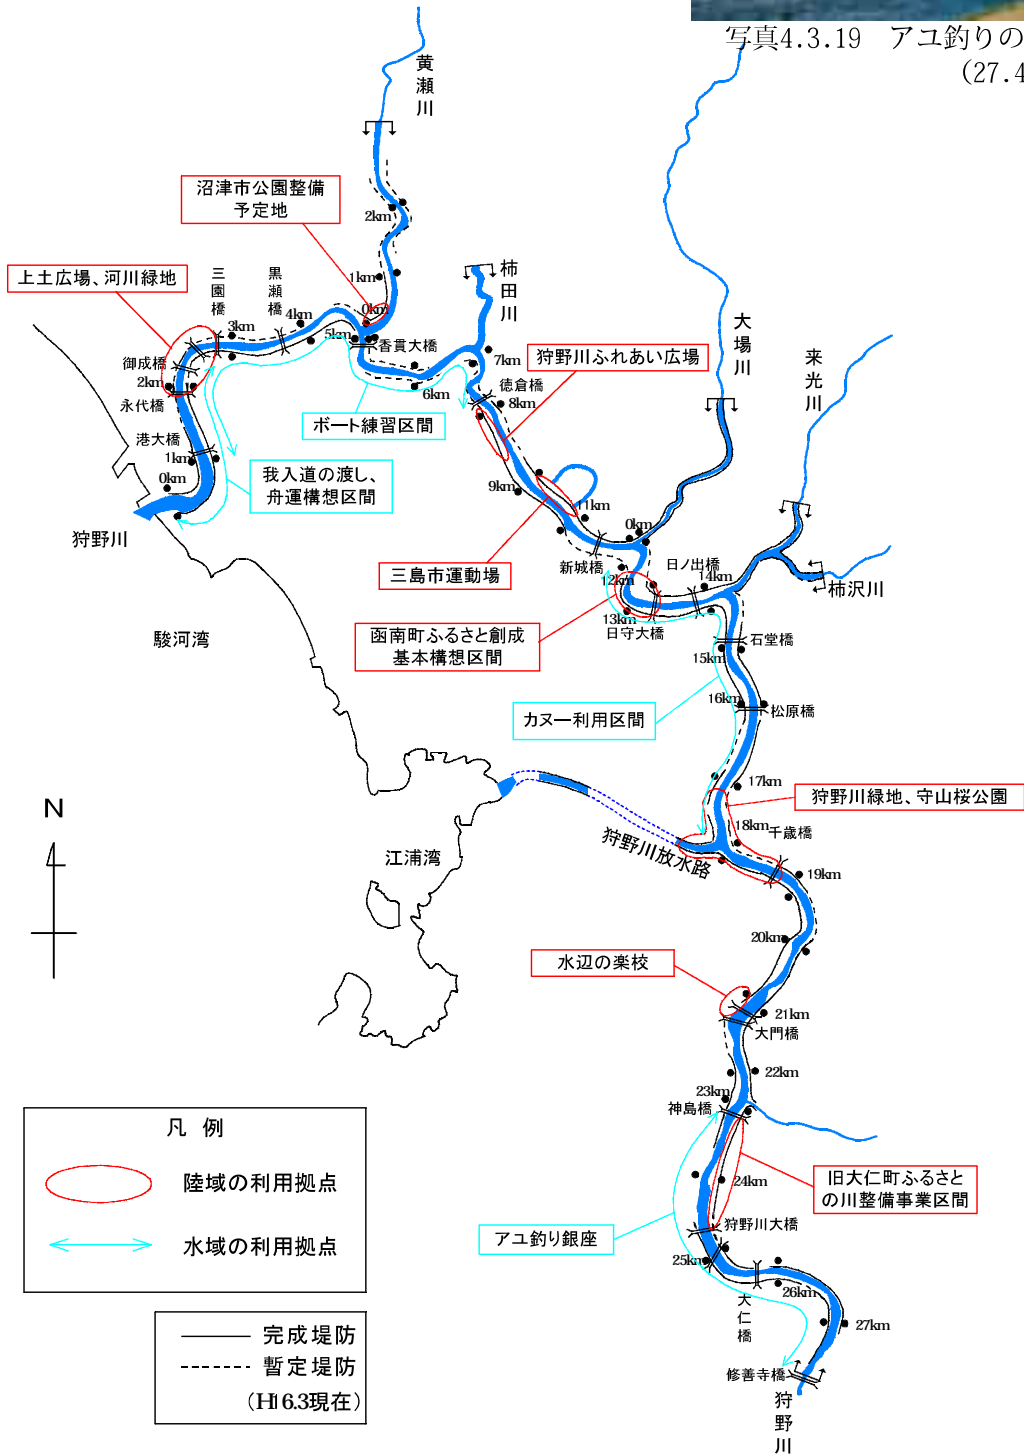 写真4.3.19　アユ釣りの
(27.4
黄瀬川
沼津市公園整備
予定地
2km
1km
0km
柿田川
上土広場、河川緑地
三園橋
黒瀬橋
3km
4km
5km
香貫大橋
御成橋
2km
永代橋
港大橋
1km
0km
狩野川
ボート練習区間
我入道の渡し、
舟運構想区間
6km
7km
徳倉橋
8km
狩野川ふれあい広場
9km
11km
大場川
来光川
0km
新城橋
三島市運動場
12km
13km
日守大橋
日ノ出橋
14km
柿沢川
函南町ふるさと創成
基本構想区間
石堂橋
15km
16km
松原橋
カヌー利用区間
駿河湾
17km
狩野川緑地、守山桜公園
18km
千歳橋
狩野川放水路
19km
江浦湾
20km
N
水辺の楽校
21km
大門橋
22km
23km
神島橋
24km
旧大仁町ふるさと
の川整備事業区間
狩野川大橋
アユ釣り銀座
25km
26km
大仁橋
27km
修善寺橋
狩野川
凡 例
陸域の利用拠点
水域の利用拠点
完成堤防
暫定堤防
(H16.3現在)